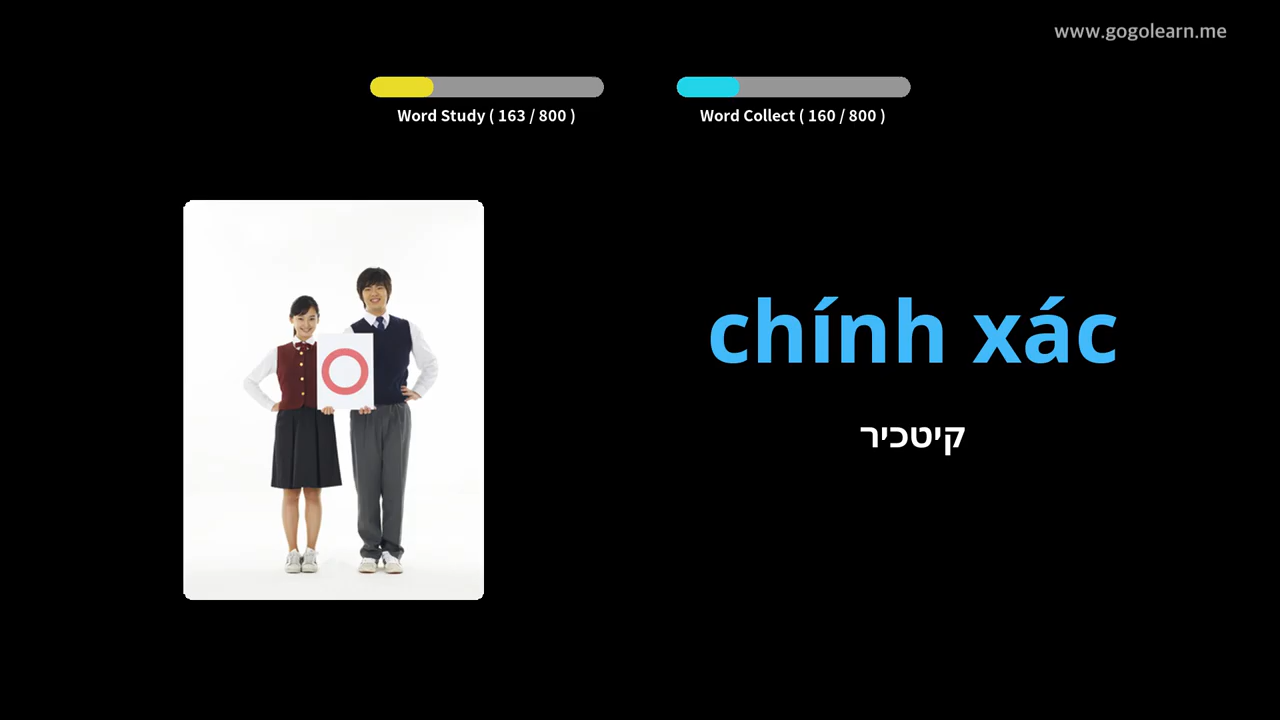 www.gogolearn.me
Word Study ( 163 / 800 )
Word Collect ( 160 / 800 )
chính xác
קיטכיר